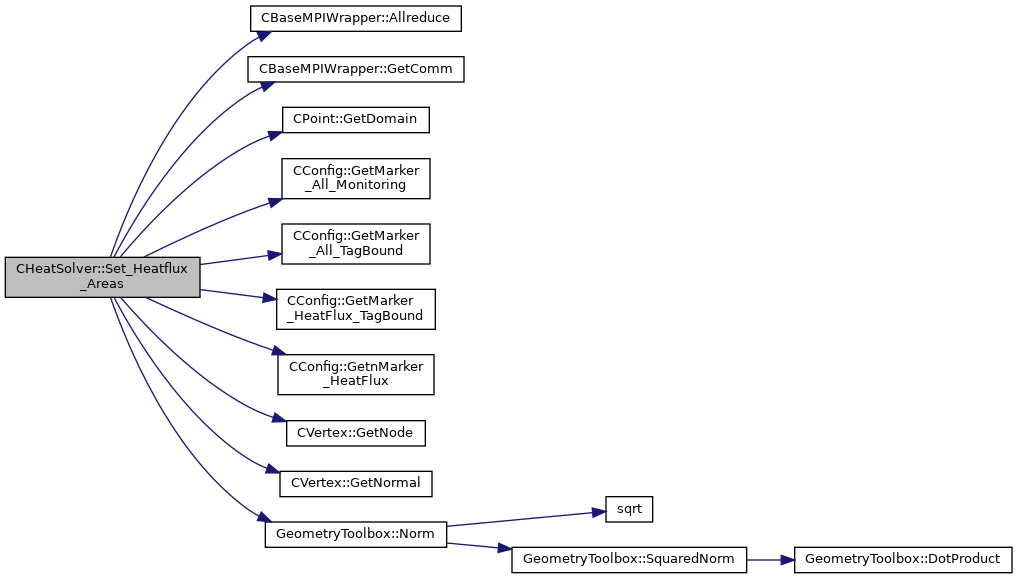 CBaseMPIWrapper::Allreduce
CBaseMPIWrapper::GetComm
CPoint::GetDomain
CConfig::GetMarker
_All_Monitoring
CConfig::GetMarker
_All_TagBound
CHeatSolver::Set_Heatflux
_Areas
CConfig::GetMarker
_HeatFlux_TagBound
CConfig::GetnMarker
_HeatFlux
CVertex::GetNode
CVertex::GetNormal
GeometryToolbox::Norm
sqrt
GeometryToolbox::SquaredNorm
GeometryToolbox::DotProduct